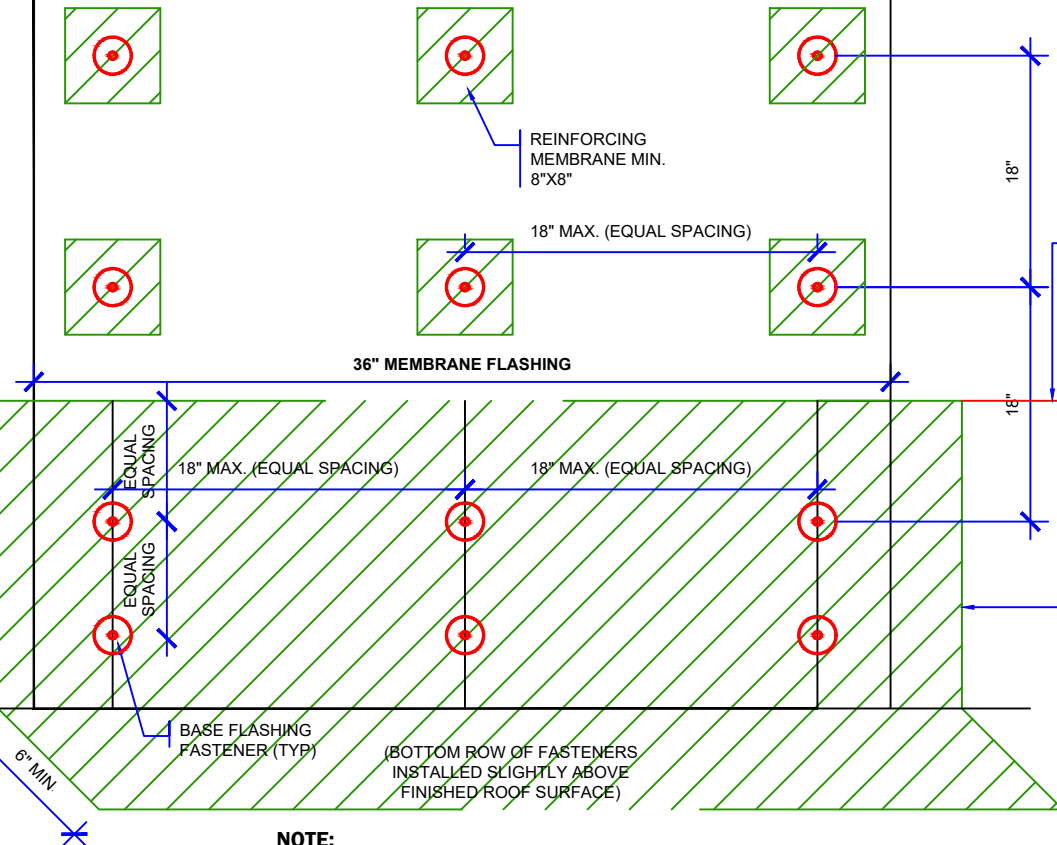 REINFORCING
MEMBRANE MIN.
8"X8"
18"
18" MAX. (EQUAL SPACING)
36" MEMBRANE FLASHING
18"
EQUAL
SPACING
18" MAX. (EQUAL SPACING)
18" MAX. (EQUAL SPACING)
EQUAL
SPACING
BASE FLASHING
FASTENER (TYP)
(BOTTOM ROW OF FASTENERS
INSTALLED SLIGHTLY ABOVE
FINISHED ROOF SURFACE)
6" MIN.
NOTE: